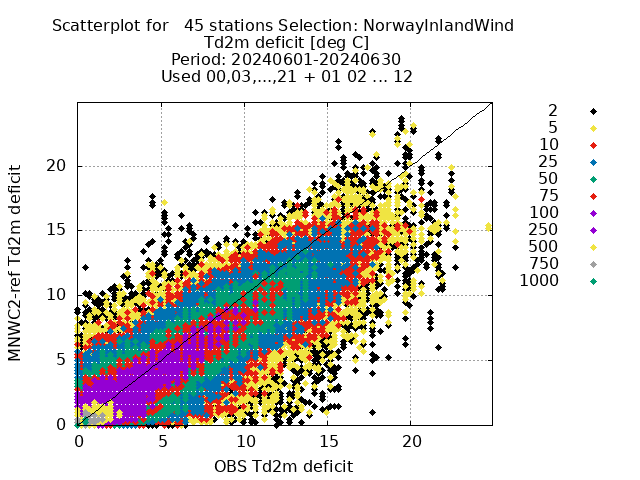 Scatterplot for   45 stations Selection: NorwayInlandWind
Td2m deficit [deg C]
Period: 20240601-20240630
Used 00,03,...,21 + 01 02 ... 12
2
5
10
25
50
75
100
250
500
750
1000
MNWC2-ref Td2m deficit
20
15
10
5
0
0 5 10 15 20
OBS Td2m deficit